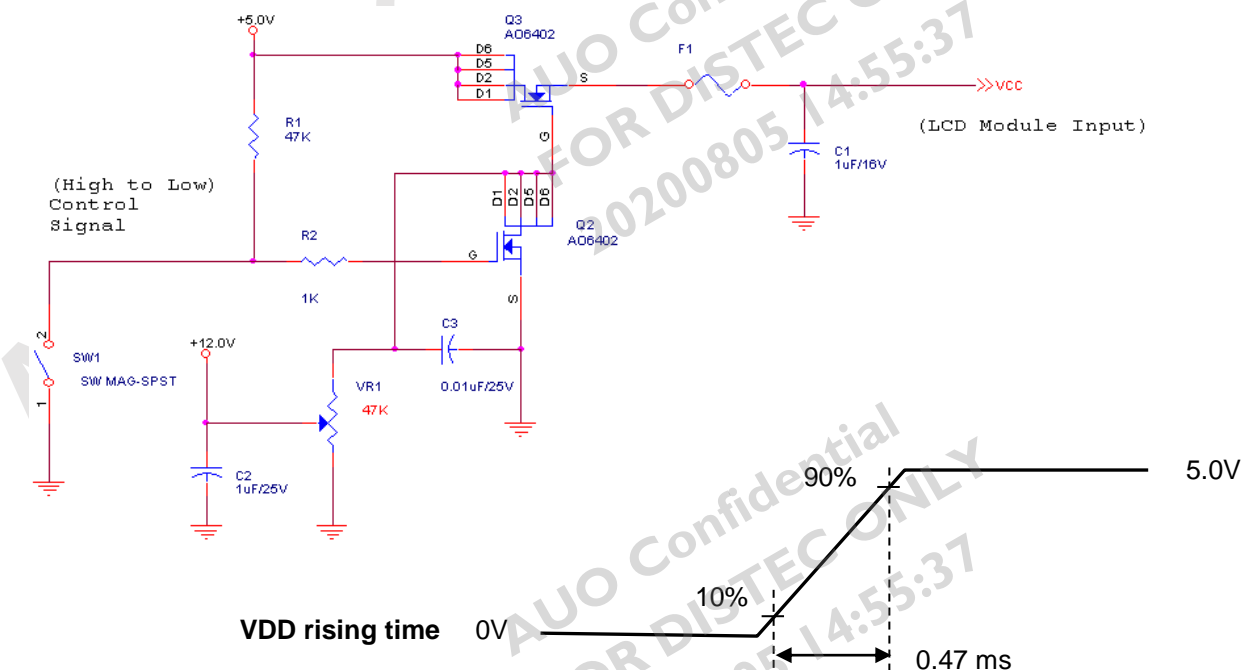 +5.0V
Q3
AO6402
D6
D5
D2
D1
S
G
F1
VCC
(LCD Module Input)
R1
47K
C1
1uF/16V
(High to Low)
Control
Signal
D1
D2
D5
D6
Q2
AO6402
R2
1K
G
S
C3
0.01uF/25V
2
SW1
SW MAG-SPST
1
+12.0V
VR1
47K
C2
1uF/25V
AUO Confidential
FOR DISTEC ONLY
20200805 14:55:37
90%
5.0V
10%
VDD rising time 0V
0.47 ms